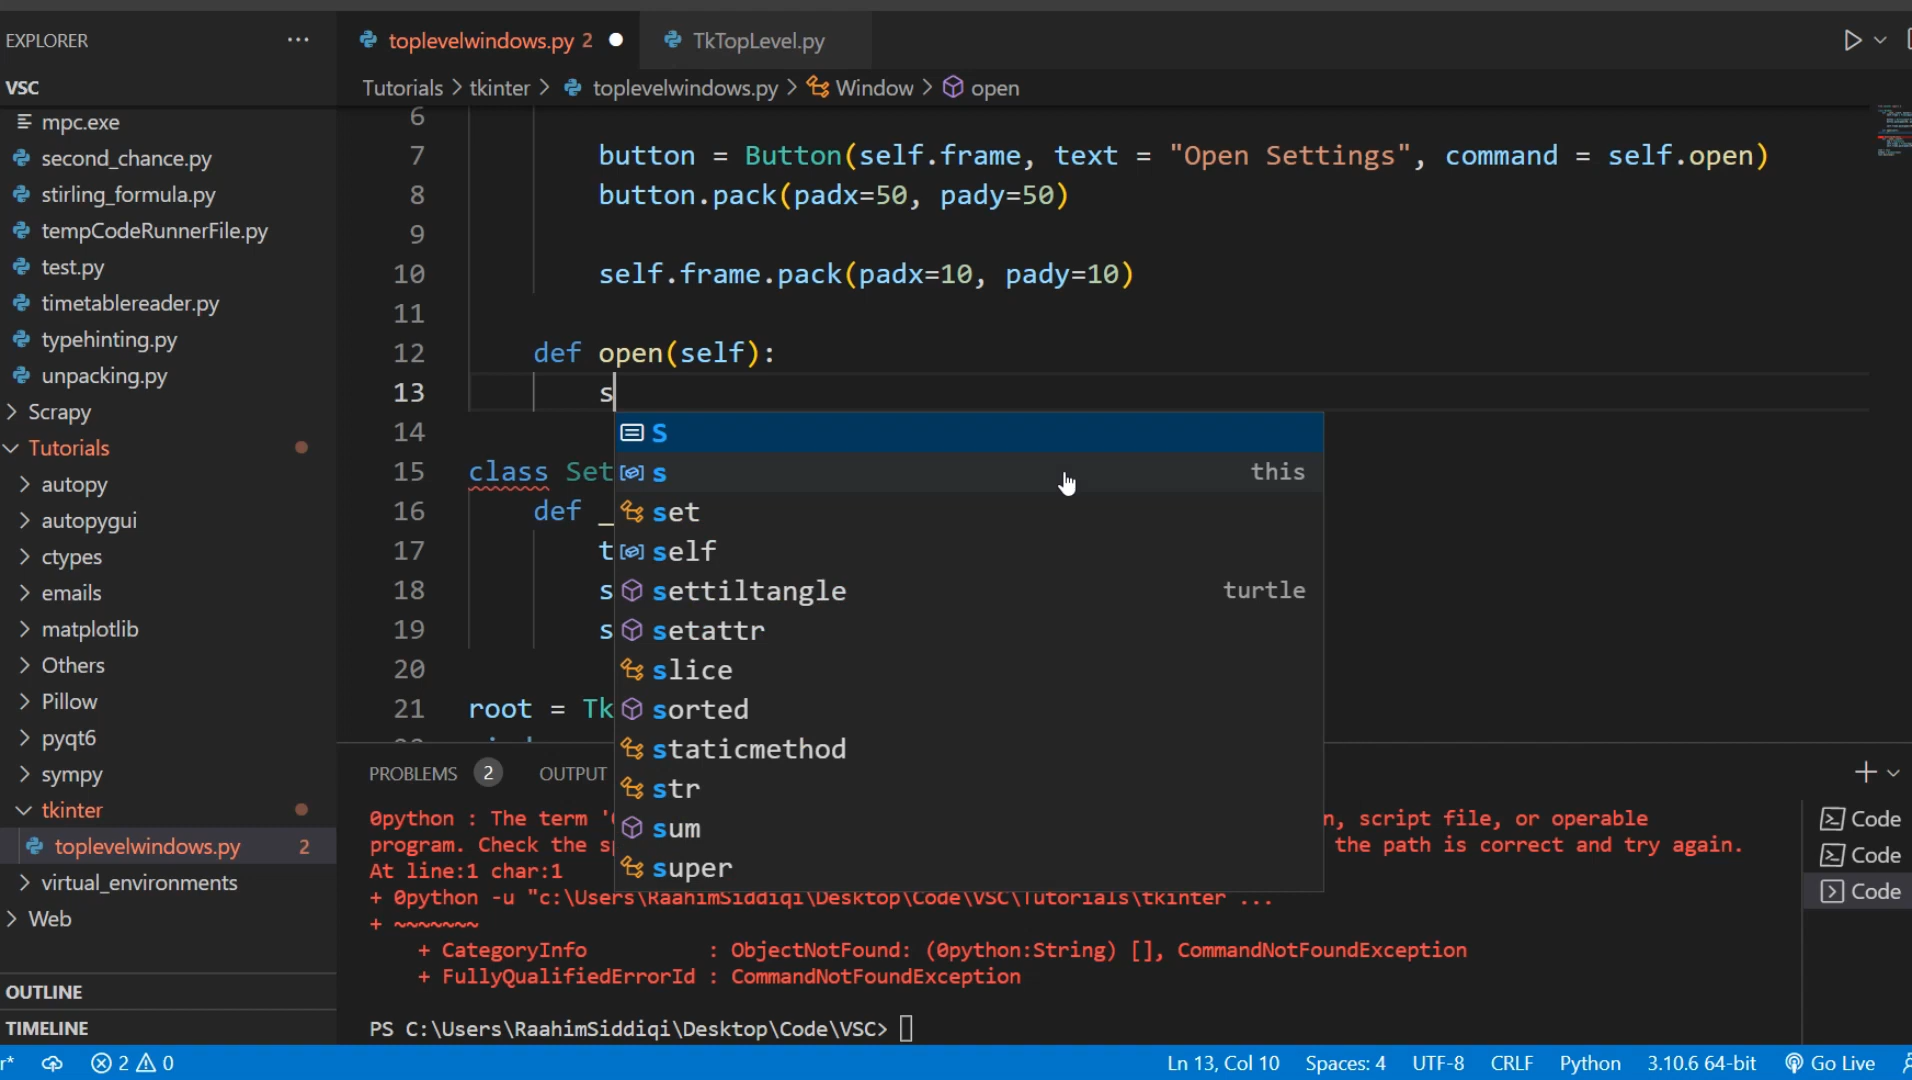 EXPLORER ···
toplevelwindows.py 2
TkTopLevel.py
VSC
Tutorials > tkinter > toplevelwindows.py > Window > open
mpc.exe
second_chance.py
stirling_formula.py
tempCodeRunnerFile.py
test.py
timetablereader.py
typehinting.py
unpacking.py
> Scrapy
Tutorials
> autopy
> autopygui
> ctypes
> emails
> matplotlib
> Others
> Pillow
> pyqt6
> sympy
tkinter
toplevelwindows.py 2
> virtual_environments
> Web
OUTLINE
TIMELINE
6
7 button = Button(self.frame, text = "Open Settings", command = self.open)
8 button.pack(padx=50, pady=50)
9
10 self.frame.pack(padx=10, pady=10)
11
12 def open(self):
13 s
14
15 class Set
16 def _
17 t
18 s
19 s
20
21 root = Tk
S
s this
set
self
settiltangle turtle
setattr
slice
sorted
staticmethod
str
sum
super
PROBLEMS 2 OUTPUT
0python : The term '
n, script file, or operable
program. Check the s
the path is correct and try again.
At line:1 char:1
+ 0python -u "c:\Users\RaahimSiddiqi\Desktop\Code\VSC\Tutorials\tkinter ...
+ ~~~~~~~
+ CategoryInfo : ObjectNotFound: (0python:String) [], CommandNotFoundException
+ FullyQualifiedErrorId : CommandNotFoundException
PS C:\Users\RaahimSiddiqi\Desktop\Code\VSC>
Code
Code
Code
r* 2 0 Ln 13, Col 10 Spaces: 4 UTF-8 CRLF Python 3.10.6 64-bit Go Live